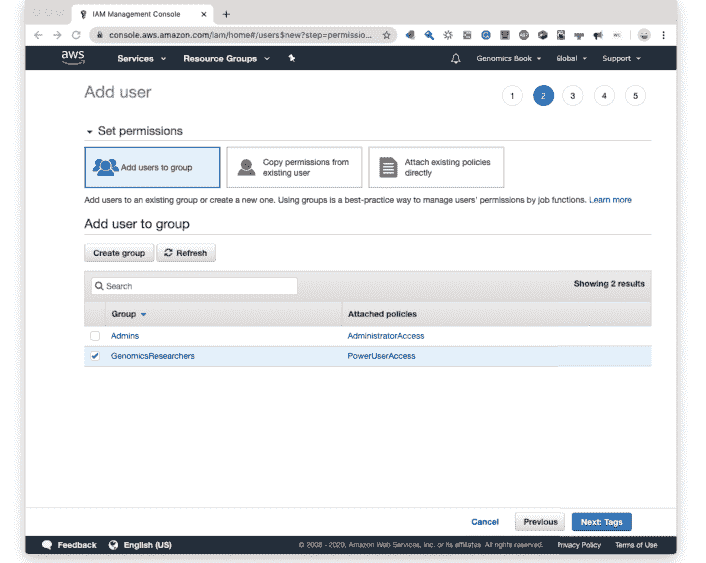 IAM Management Console
console.aws.amazon.com/iam/home#/users$new?step=permissio...
aws Services Resource Groups Genomics Book Global Support
Add user 1 2 3 4 5
Set permissions
Add users to group
Copy permissions from
existing user
Attach existing policies
directly
Add users to an existing group or create a new one. Using groups is a best-practice way to manage users' permissions by job functions. Learn more
Add user to group
Create group Refresh
Search Showing 2 results
Group Attached policies
Admins AdministratorAccess
GenomicsResearchers PowerUserAccess
Cancel Previous Next: Tags
Feedback English (US) © 2008 - 2020, Amazon Web Services, Inc. or its affiliates. All rights reserved. Privacy Policy Terms of Use